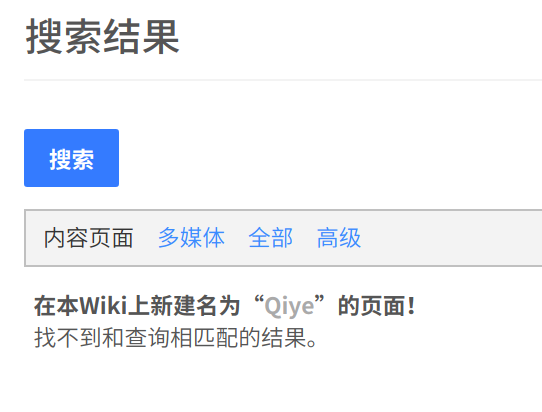 搜索结果
搜索
内容页面 多媒体 全部 高级
在本Wiki上新建名为“Qiye”的页面！
找不到和查询相匹配的结果。